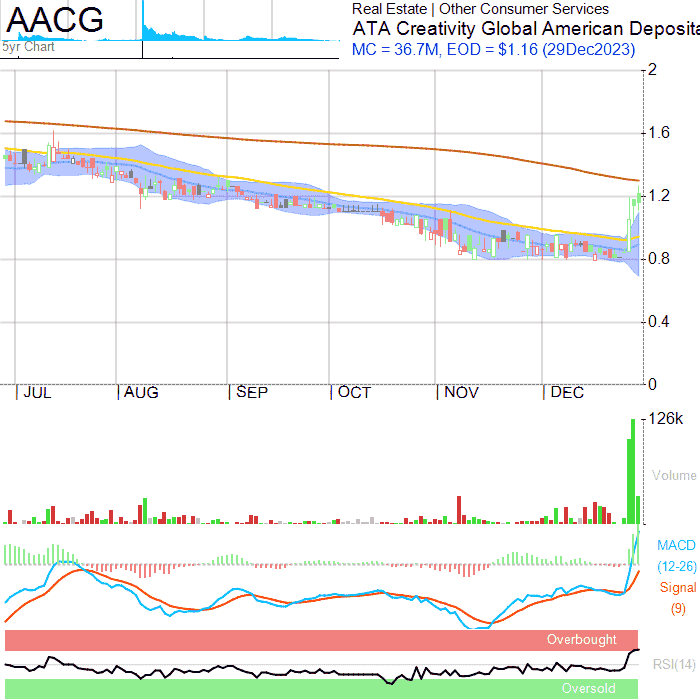 AACG
5yr Chart
Real Estate | Other Consumer Services
ATA Creativity Global American Deposita
MC = 36.7M, EOD = $1.16 (29Dec2023)
2
1.6
1.2
0.8
0.4
0
JUL AUG SEP OCT NOV DEC
126k
Volume
MACD
(12-26)
Signal
(9)
Overbought
RSI(14)
Oversold